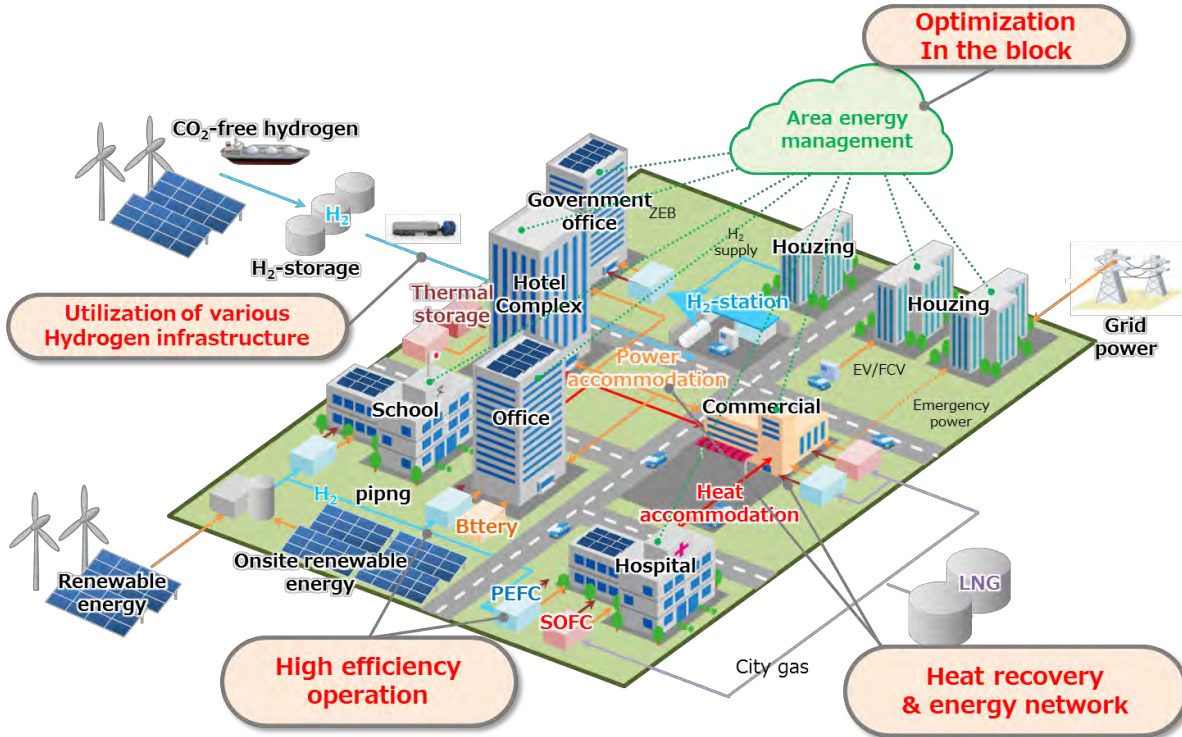 Optimization
In the block
Area energy
management
CO₂-free hydrogen
H₂
H₂-storage
Utilization of various
Hydrogen infrastructure
Government
office
ZEB
H₂
supply
Houzing
Houzing
Hotel
Complex
Thermal
storage
H₂-station
Grid
power
Power
accommodation
EV/FCV
School
Office
Commercial
Emergency
power
H₂ pipng
Bttery
Heat
accommodation
Onsite renewable
energy
Renewable
energy
Hospital
PEFC
SOFC
LNG
City gas
High efficiency
operation
Heat recovery
& energy network